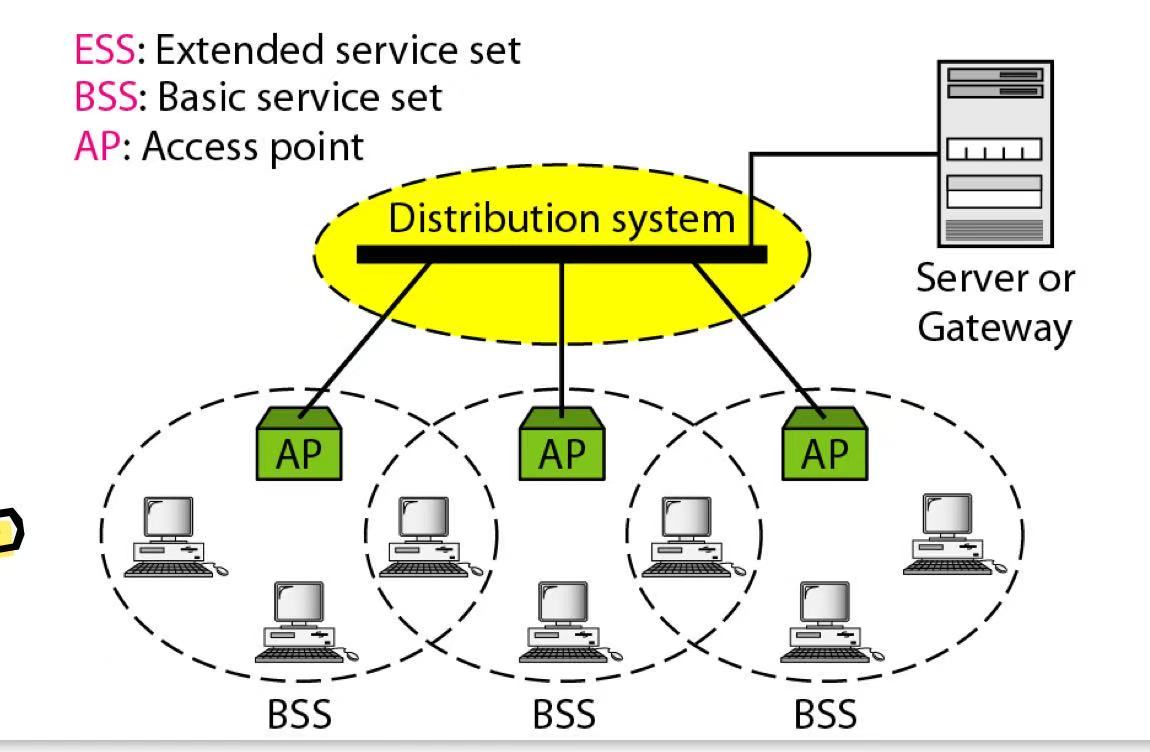 ESS: Extended service set
BSS: Basic service set
AP: Access point
Distribution system
Server or
Gateway
AP
AP
AP
BSS
BSS
BSS